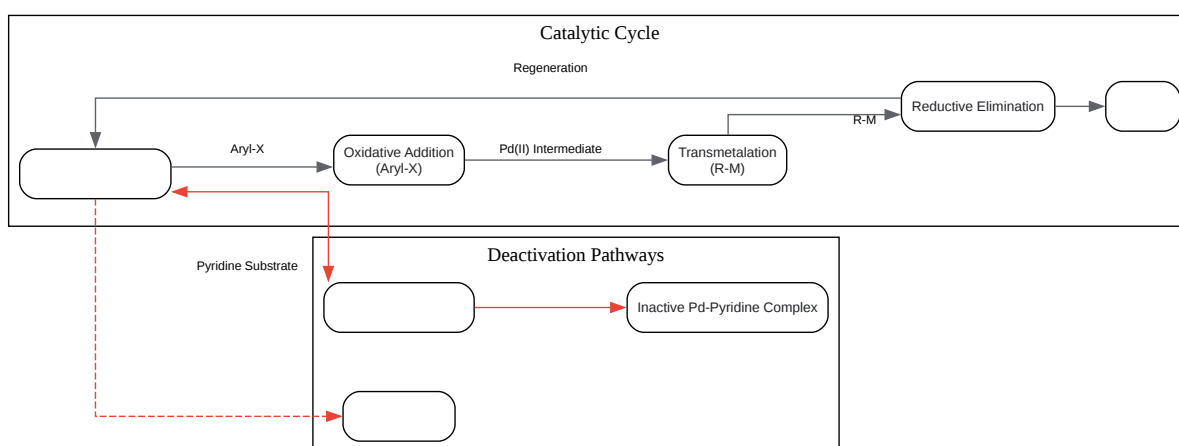 Catalytic Cycle
Regeneration
Reductive Elimination
R-M
Aryl-X
Oxidative Addition
(Aryl-X)
Pd(II) Intermediate
Transmetalation
(R-M)
Deactivation Pathways
Pyridine Substrate
Inactive Pd-Pyridine Complex